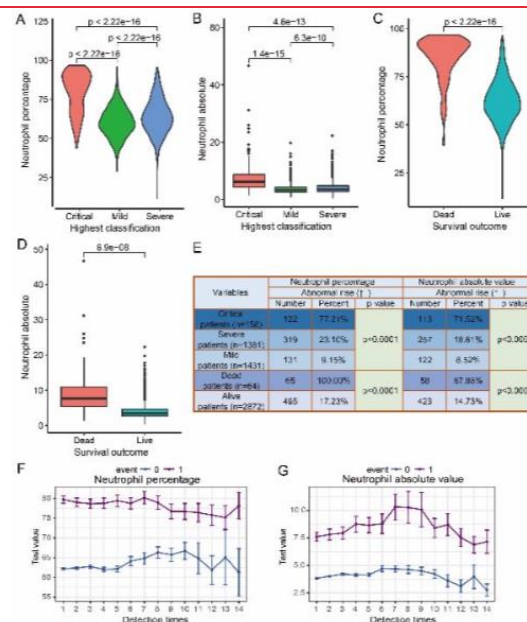 A
p < 2.22e-16
p < 2.22e-16
p < 2.22e-16
Neutrophil percentage
125
100
75
50
25
Critical Mild Severe
Highest classification
B
4.6e-13
6.3e-10
1.4e-15
Neutrophil absolute
60
40
20
0
Critical Mild Severe
Highest classification
C
p < 2.22e-16
Neutrophil percentage
100
75
50
25
Dead Live
Survival outcome
D
6.9e-08
Neutrophil absolute
50
40
30
20
10
0
Dead Live
Survival outcome
E
Variables
Neutrophil percentage
Neutrophil absolute value
Abnormal rise (↑)
Abnormal rise (↑)
Number Percent p value Number Percent p value
Critical
122 77.21%
71.52%
Severe
patients (n=1381) 319 23.10% 257 18.61%
p<0.0001
Mild
patients (n=1431) 131 9.15% 122 8.52%
Dead
patients (n=64) 100.00%
p<0.0001
Alive
patients (n=2872) 495 17.23% 423 14.73%
F
event 0 1
Neutrophil percentage
Test value
80
75
70
65
60
55
1 2 3 4 5 6 7 8 9 10 11 12 13 14
Detection times
G
event 0 1
Neutrophil absolute value
Test value
10.0
7.5
5.0
2.5
1 2 3 4 5 6 7 8 9 10 11 12 13 14
Detection times